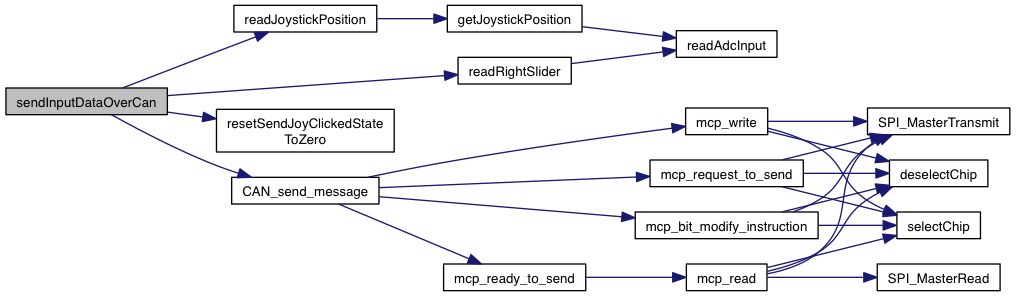 readJoystickPosition
getJoystickPosition
readAdcInput
readRightSlider
sendInputDataOverCan
resetSendJoyClickedState
ToZero
mcp_write
SPI_MasterTransmit
mcp_request_to_send
deselectChip
CAN_send_message
mcp_bit_modify_instruction
selectChip
mcp_ready_to_send
mcp_read
SPI_MasterRead